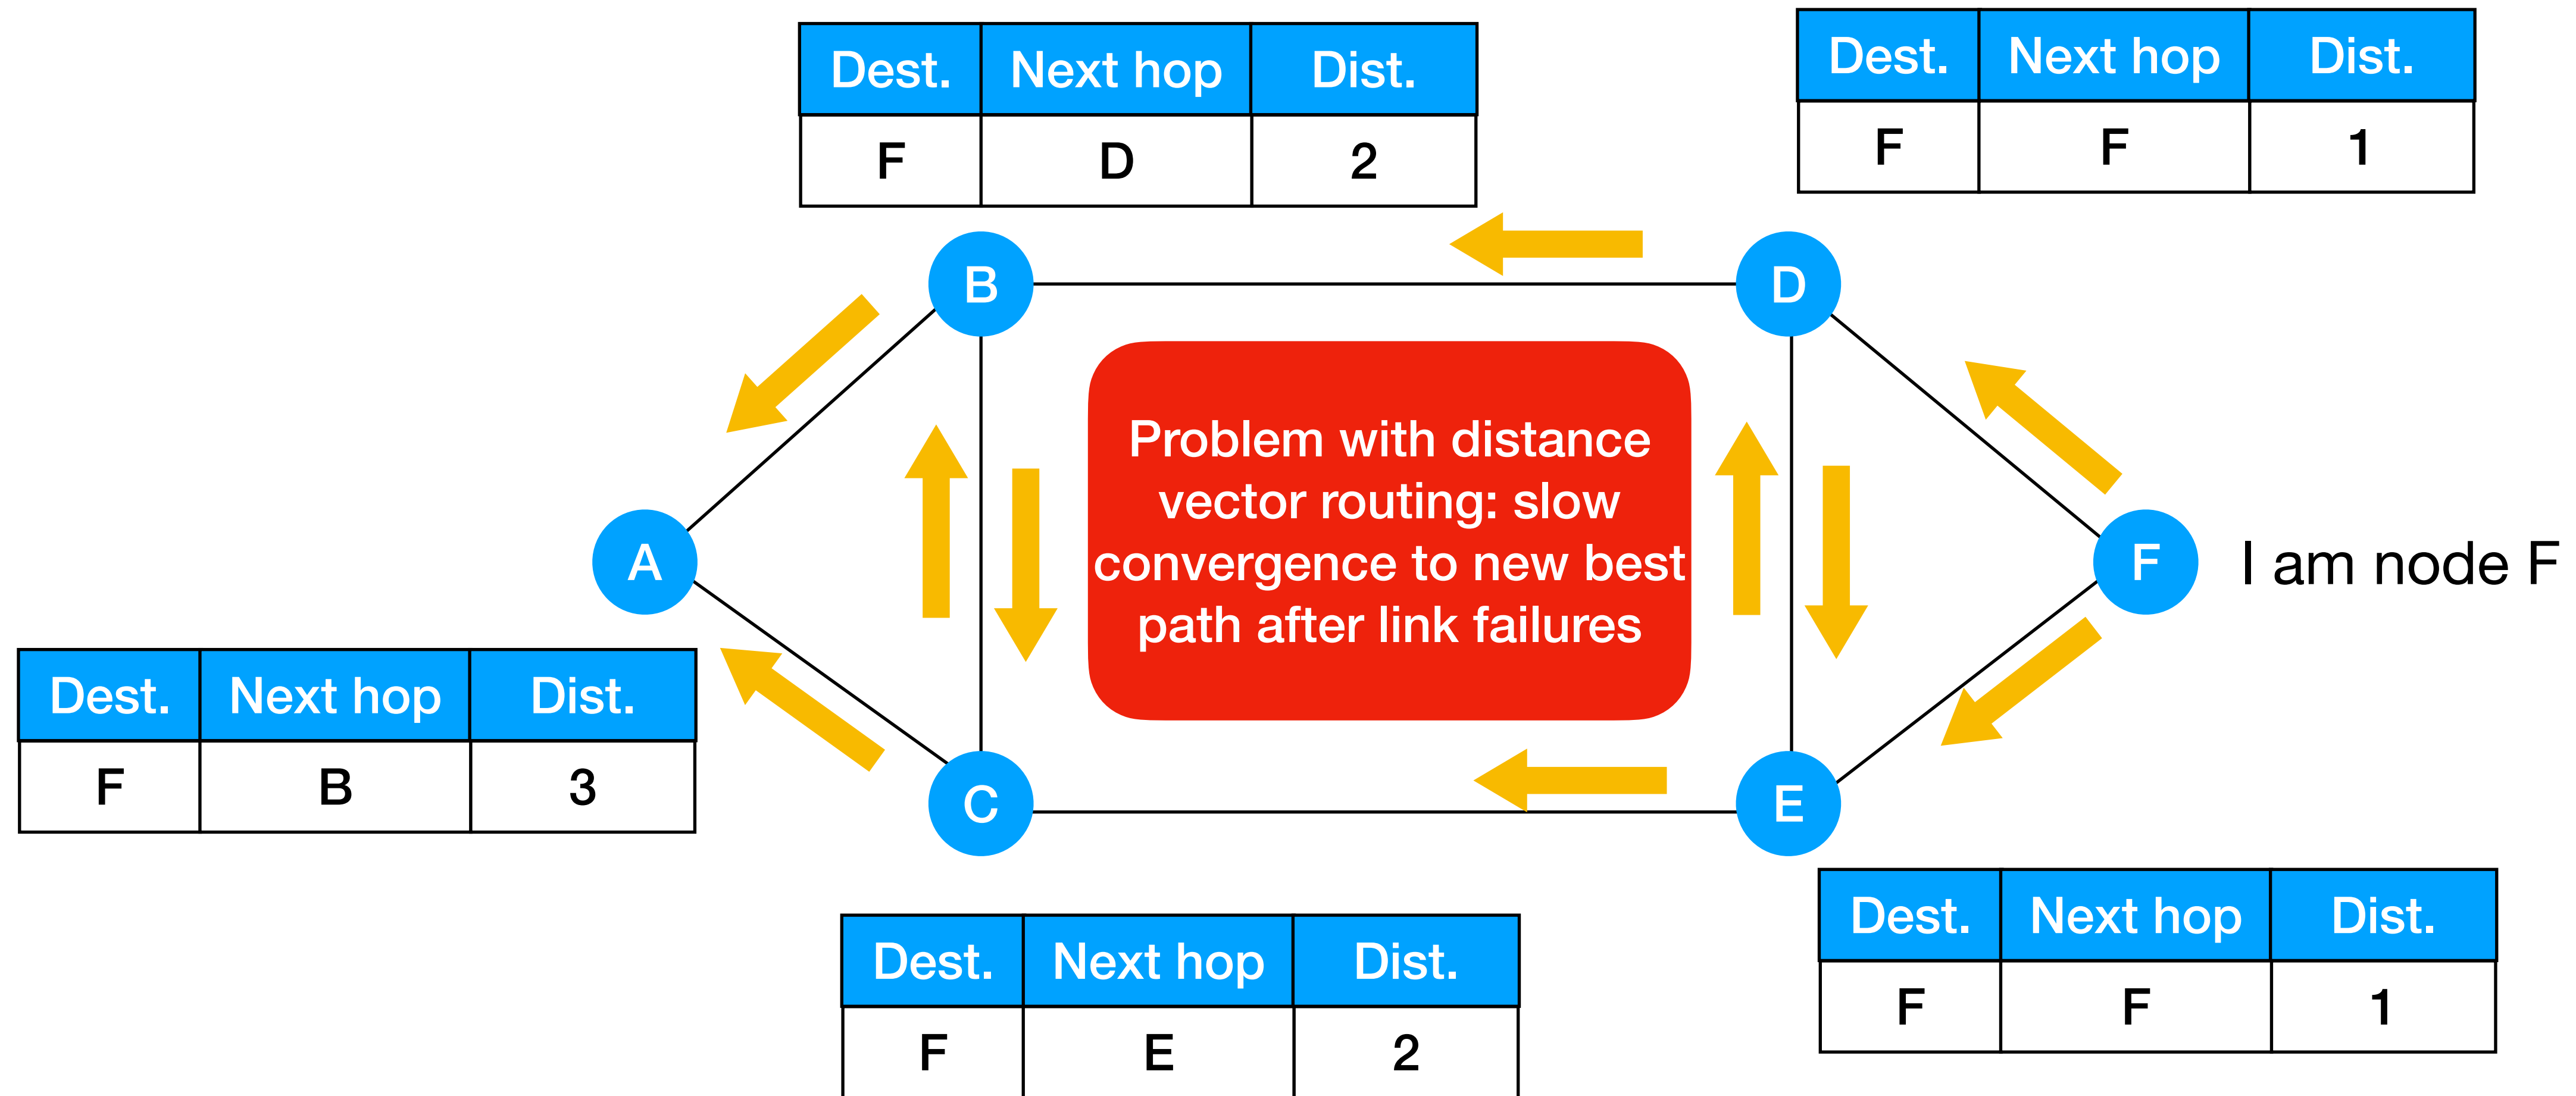 Dest. Next hop Dist.
F D 2
Dest. Next hop Dist.
F F 1
B
D
Problem with distance
vector routing: slow
convergence to new best
path after link failures
A
F
I am node F
Dest. Next hop Dist.
F B 3
C
E
Dest. Next hop Dist.
F E 2
Dest. Next hop Dist.
F F 1